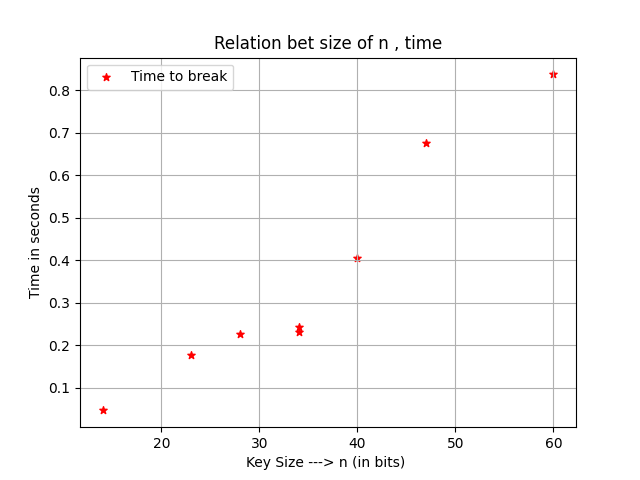 Relation bet size of n , time
Time to break
Time in seconds
0.8
0.7
0.6
0.5
0.4
0.3
0.2
0.1
20 30 40 50 60
Key Size ---> n (in bits)